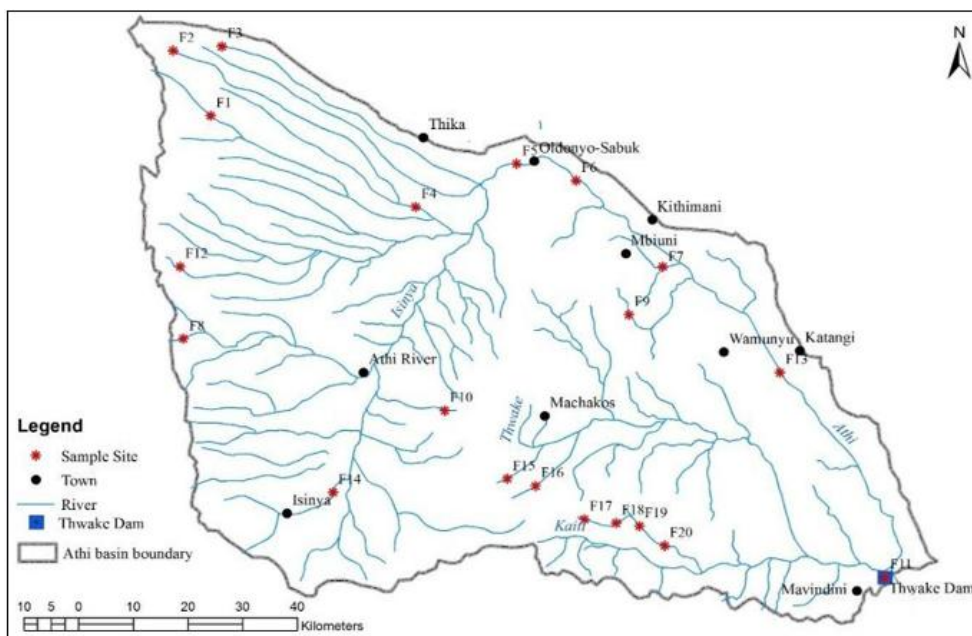 N
F2
F3
F1
Thika
F5
Oldonyo-Sabuk
F6
F4
Kithimani
Mbiuni
F7
F12
Isinya
F9
F8
Wamunyu
Katangi
F13
Athi River
F10
Machakos
Thwake
Athi
Legend
Sample Site
Town
River
Thwake Dam
Athi basin boundary
F15
F16
F14
Isinya
F17
F18
F19
Kaiti
F20
F11
Mavindini
Thwake Dam
10 5 0 10 20 30 40
Kilometers